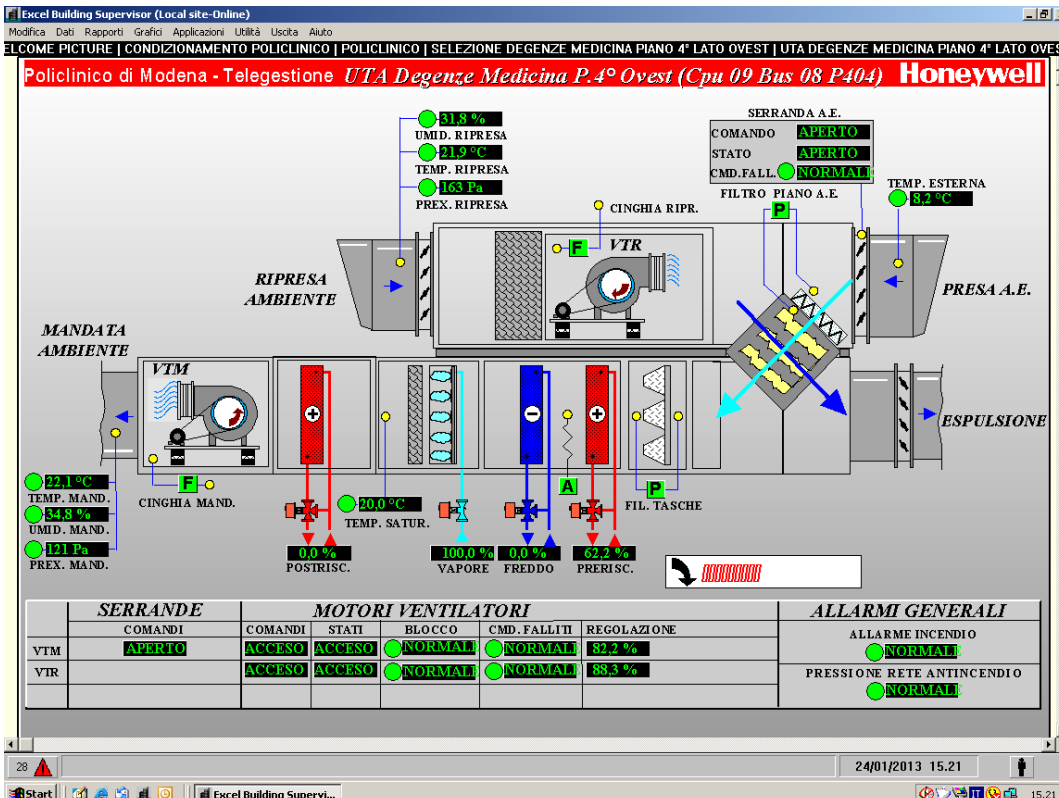 Excel Building Supervisor (Local site-Online)
Modifica Dati Rapporti Grafici Applicazioni Utilità Uscita Aiuto
ELCOME PICTURE | CONDIZIONAMENTO POLICLINICO | POLICLINICO | SELEZIONE DEGENZE MEDICINA PIANO 4° LATO OVEST | UTA DEGENZE MEDICINA PIANO 4° LATO OVE
Policlinico di Modena - Telegestione UTA Degenze Medicina P.4° Ovest (Cpu 09 Bus 08 P404) Honeywell
31,8 %
UMID. RIPRESA
21,9 °C
TEMP. RIPRESA
163 Pa
PREX. RIPRESA
SERRANDA A.E.
COMANDO APERTO
STATO APERTO
CMD.FALL. NORMALE
FILTRO PIANO A.E.
P
TEMP. ESTERNA
8,2 °C
CINGHIA RIPR.
F VTR
RIPRESA
AMBIENTE
PRESA A.E.
MANDATA
AMBIENTE
VTM
+
−
+
ESPULSIONE
22,1 °C
TEMP. MAND.
34,8 %
UMID. MAND.
121 Pa
PREX. MAND.
F
CINGHIA MAND.
20,0 °C
TEMP. SATUR.
A
P
FIL. TASCHE
0,0 %
POSTRISC.
100,0 %
VAPORE
0,0 %
FREDDO
62,2 %
PRERISC.
SERRANDE MOTORI VENTILATORI ALLARMI GENERALI
COMANDI COMANDI STATI BLOCCO CMD. FALLITI REGOLAZIONE
VTM APERTO ACCESO ACCESO NORMALE NORMALE 82,2 %
VTR ACCESO ACCESO NORMALE NORMALE 88,3 %
ALLARME INCENDIO
NORMALE
PRESSIONE RETE ANTINCENDIO
NORMALE
28 24/01/2013 15.21
Start Excel Building Supervi... 15.21